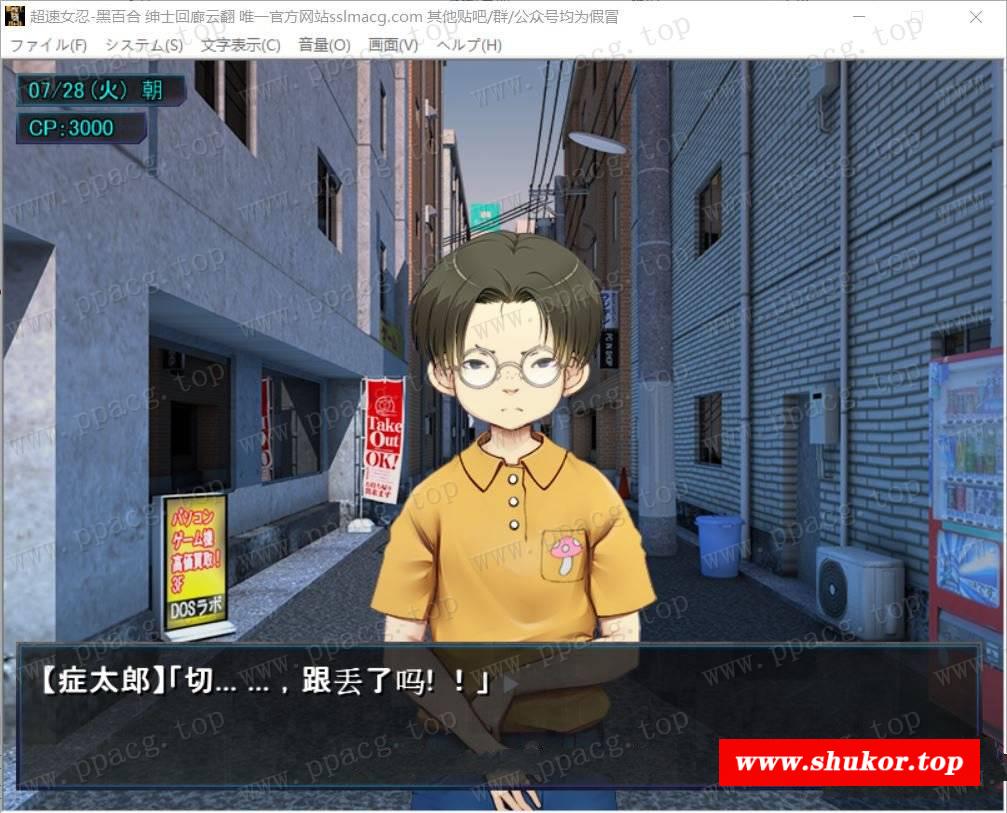 超速女忍-黑百合 绅士回廊云翻 唯一官方网站sslmacg.com 其他贴吧/群/公众号均为假冒
ファイル(F) システム(S) 文字表示(C) 音量(O) 画面(V) ヘルプ(H)
07/28(火) 朝
CP:3000
Take
Out
OK!
パソコン
ゲーム機
高価買取!
3F
DOSラボ
【症太郎】「切... ...，跟丢了吗！！」
www.ppacg.top
www.shukor.top